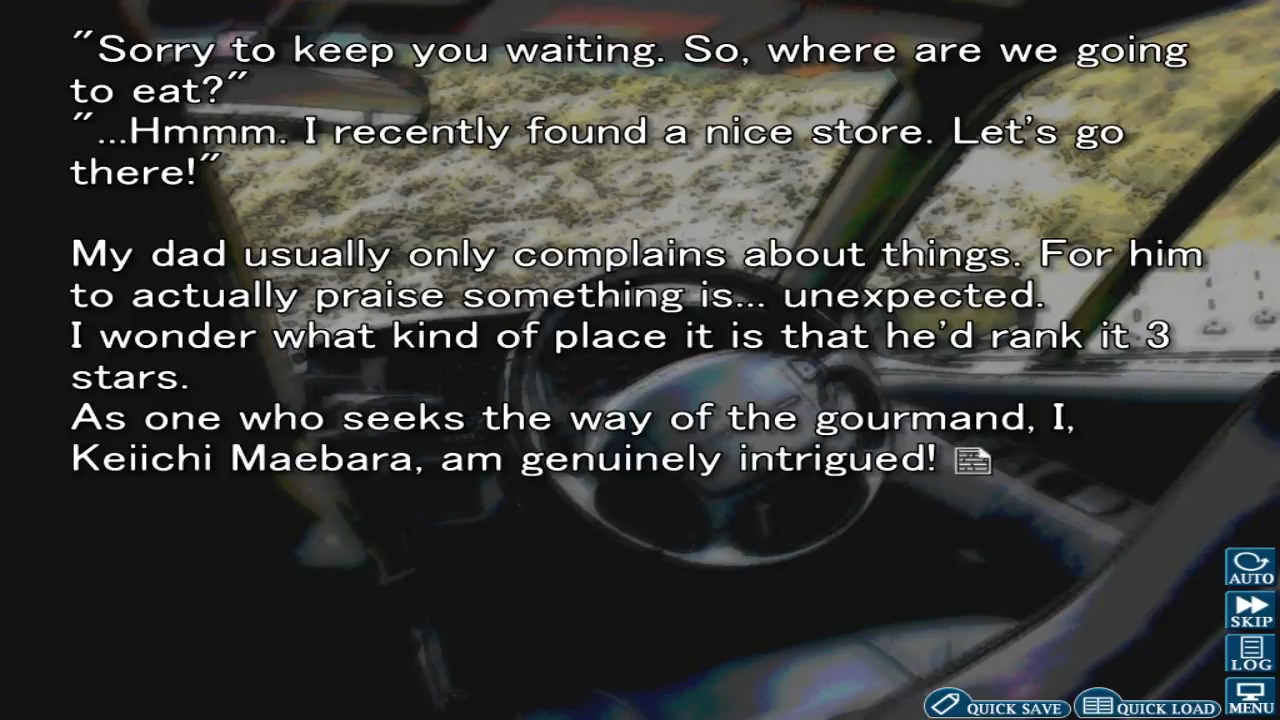 "Sorry to keep you waiting. So, where are we going
to eat?"
"...Hmmm. I recently found a nice store. Let's go
there!"
My dad usually only complains about things. For him
to actually praise something is... unexpected.
I wonder what kind of place it is that he'd rank it 3
stars.
As one who seeks the way of the gourmand, I,
Keiichi Maebara, am genuinely intrigued!
AUTO
SKIP
LOG
MENU
QUICK SAVE
QUICK LOAD